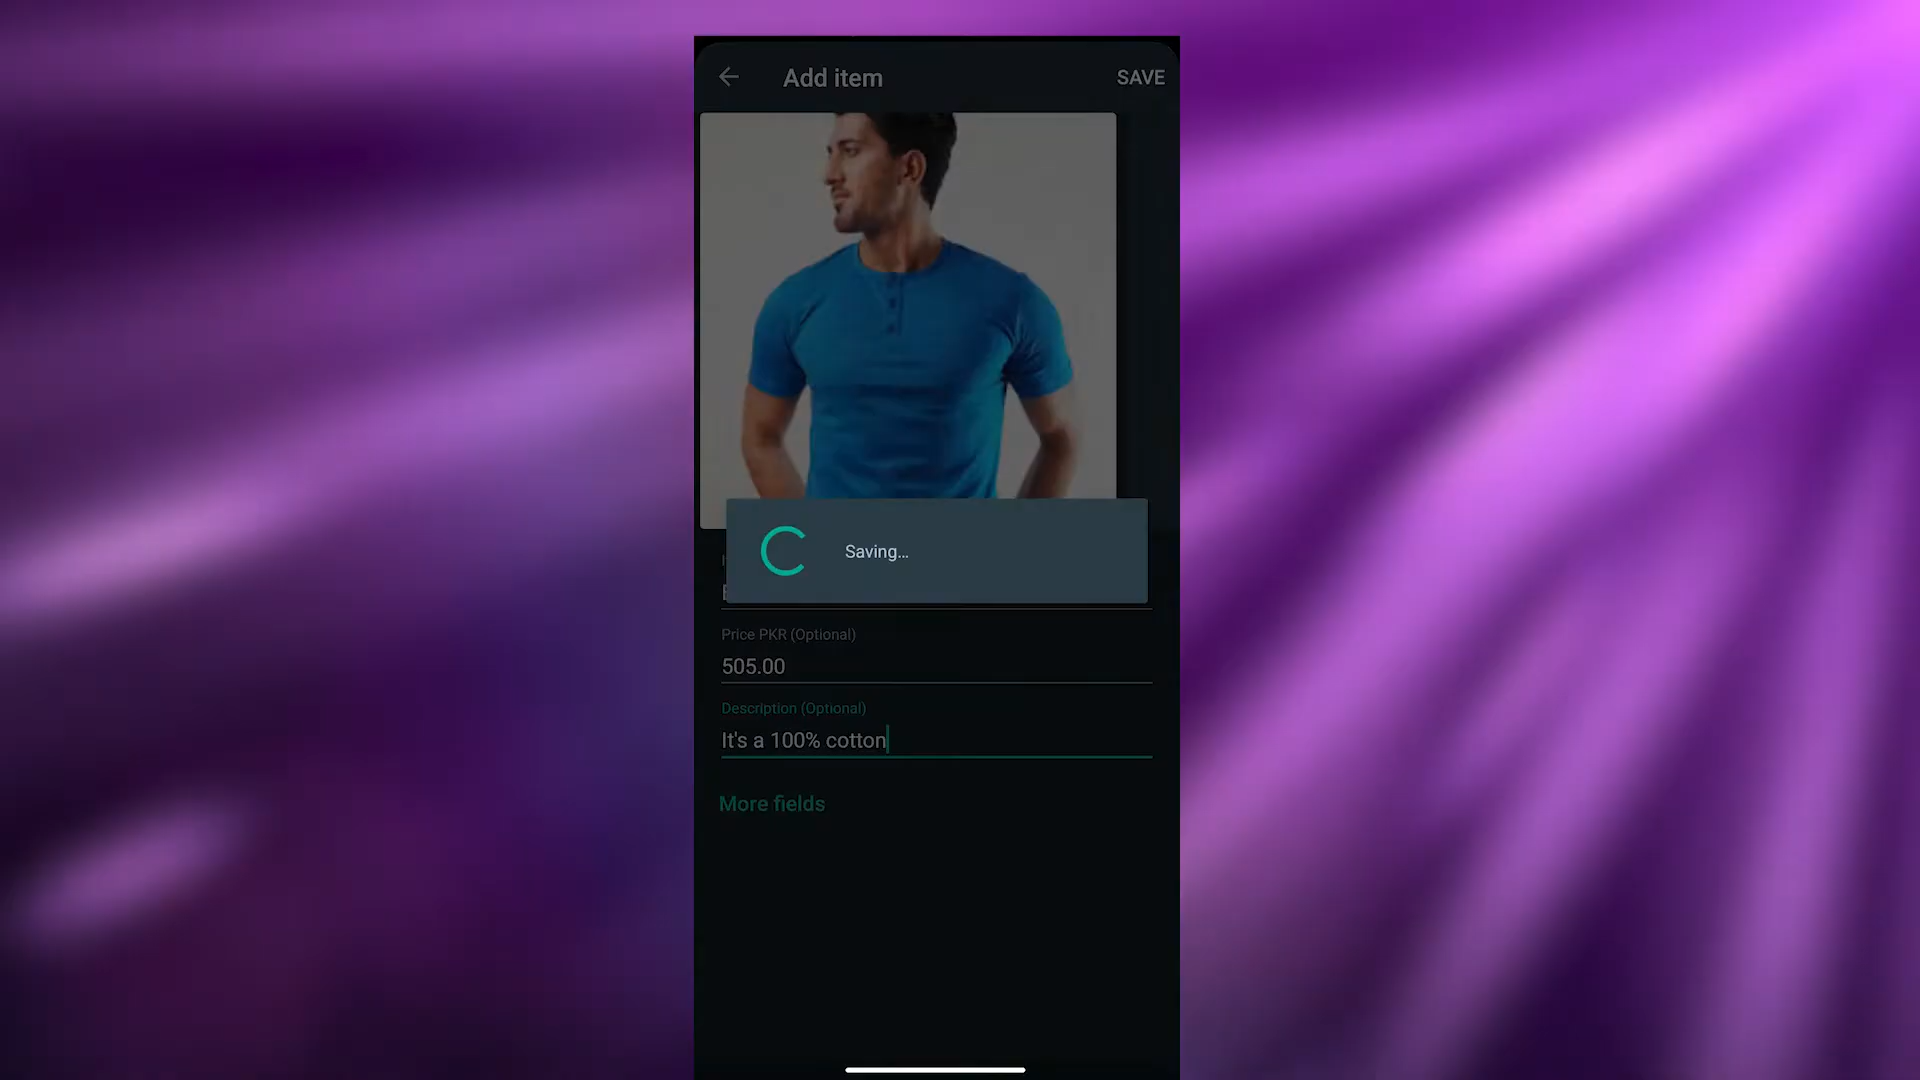 Add item
SAVE
Saving...
Price PKR (Optional)
505.00
Description (Optional)
It's a 100% cotton
More fields